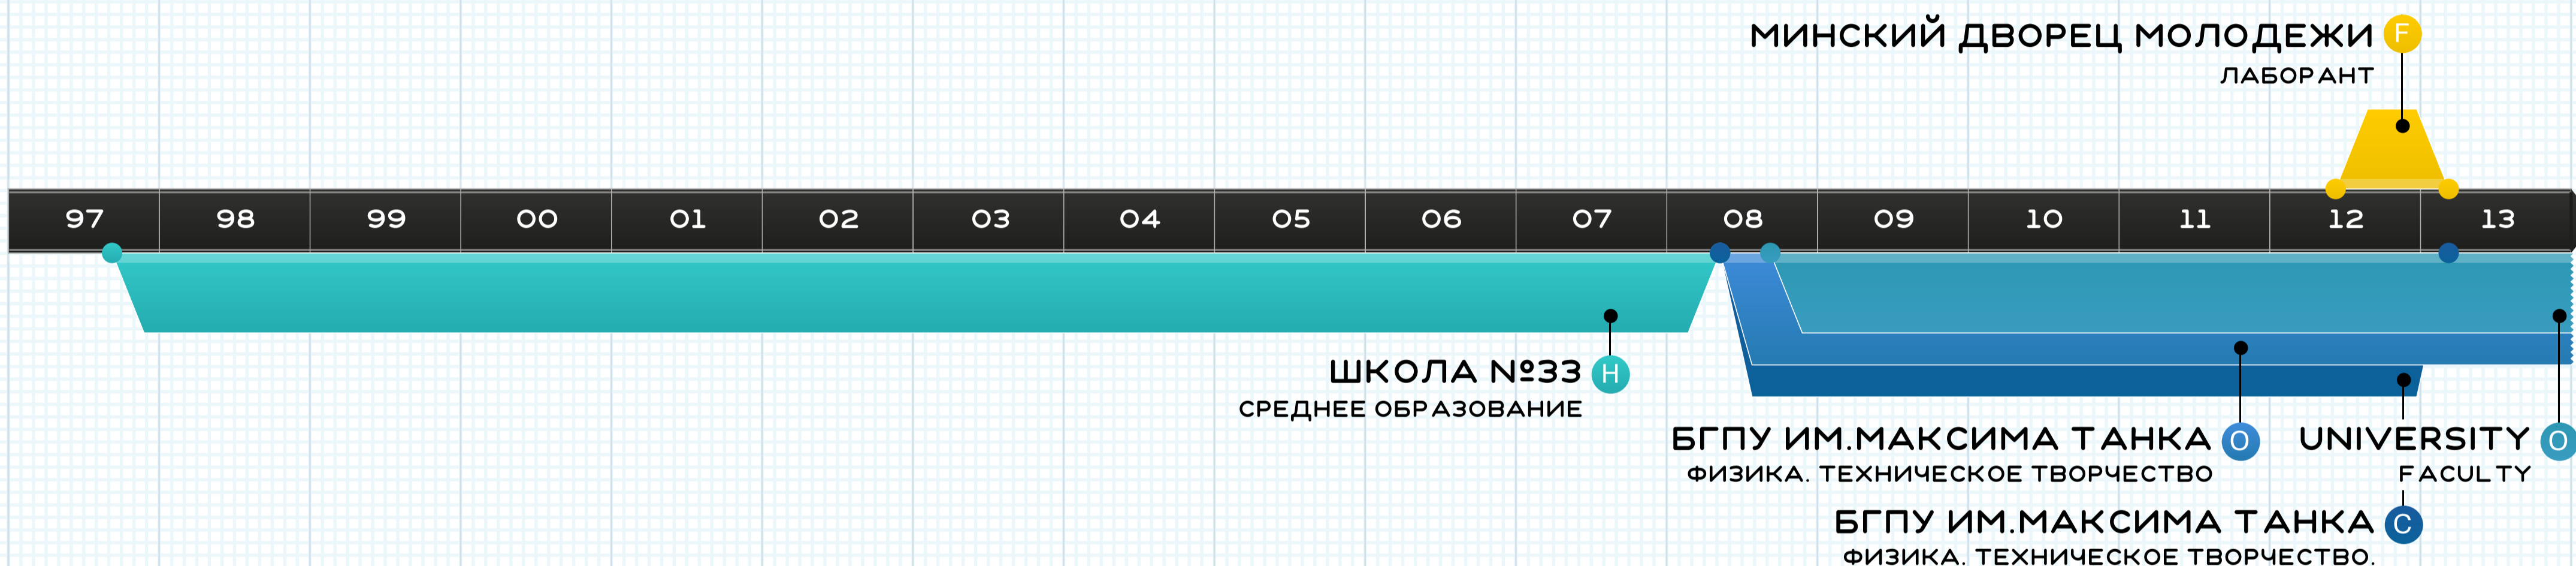 МИНСКИЙ ДВОРЕЦ МОЛОДЕЖИ F
ЛАБОРАНТ
97 98 99 00 01 02 03 04 05 06 07 08 09 10 11 12 13
ШКОЛА №33 H
СРЕДНЕЕ ОБРАЗОВАНИЕ
БГПУ ИМ.МАКСИМА ТАНКА O
ФИЗИКА. ТЕХНИЧЕСКОЕ ТВОРЧЕСТВО
UNIVERSITY O
FACULTY
БГПУ ИМ.МАКСИМА ТАНКА C
ФИЗИКА. ТЕХНИЧЕСКОЕ ТВОРЧЕСТВО.